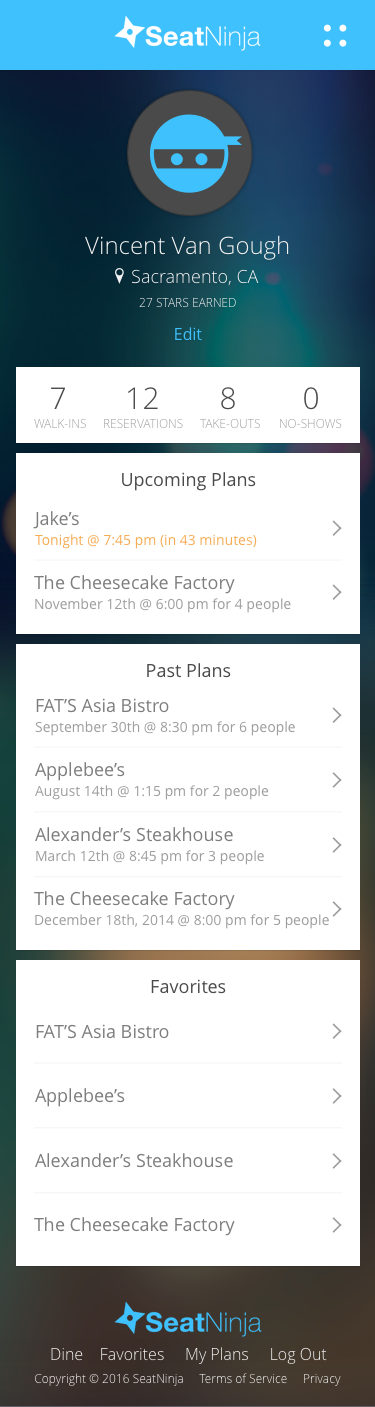 SeatNinja
Vincent Van Gough
Sacramento, CA
27 STARS EARNED
Edit
7 12 8 0
WALK-INS RESERVATIONS TAKE-OUTS NO-SHOWS
Upcoming Plans
Jake’s
Tonight @ 7:45 pm (in 43 minutes)
The Cheesecake Factory
November 12th @ 6:00 pm for 4 people
Past Plans
FAT’S Asia Bistro
September 30th @ 8:30 pm for 6 people
Applebee’s
August 14th @ 1:15 pm for 2 people
Alexander’s Steakhouse
March 12th @ 8:45 pm for 3 people
The Cheesecake Factory
December 18th, 2014 @ 8:00 pm for 5 people
Favorites
FAT’S Asia Bistro
Applebee’s
Alexander’s Steakhouse
The Cheesecake Factory
SeatNinja
Dine Favorites My Plans Log Out
Copyright © 2016 SeatNinja Terms of Service Privacy